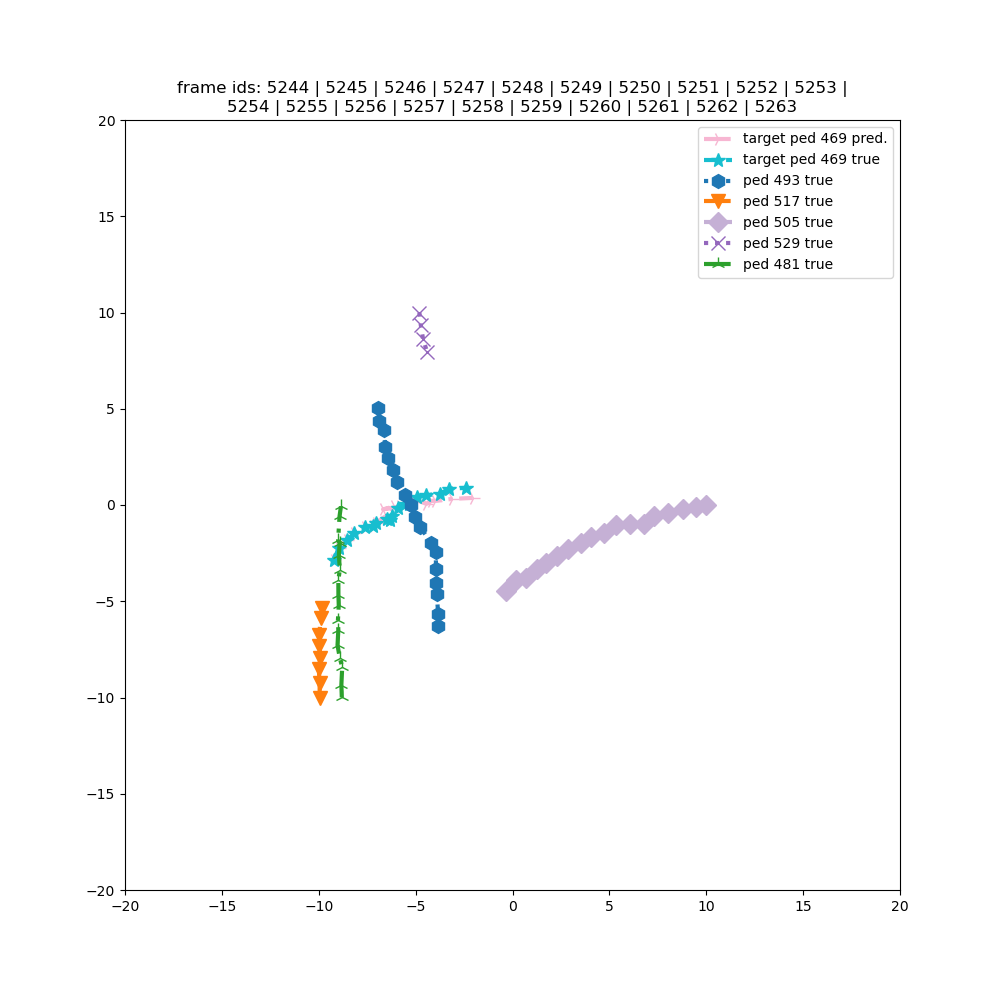 frame ids: 5244 | 5245 | 5246 | 5247 | 5248 | 5249 | 5250 | 5251 | 5252 | 5253 |
5254 | 5255 | 5256 | 5257 | 5258 | 5259 | 5260 | 5261 | 5262 | 5263
target ped 469 pred.
target ped 469 true
ped 493 true
ped 517 true
ped 505 true
ped 529 true
ped 481 true
20
15
10
5
0
−5
−10
−15
−20
−20 −15 −10 −5 0 5 10 15 20